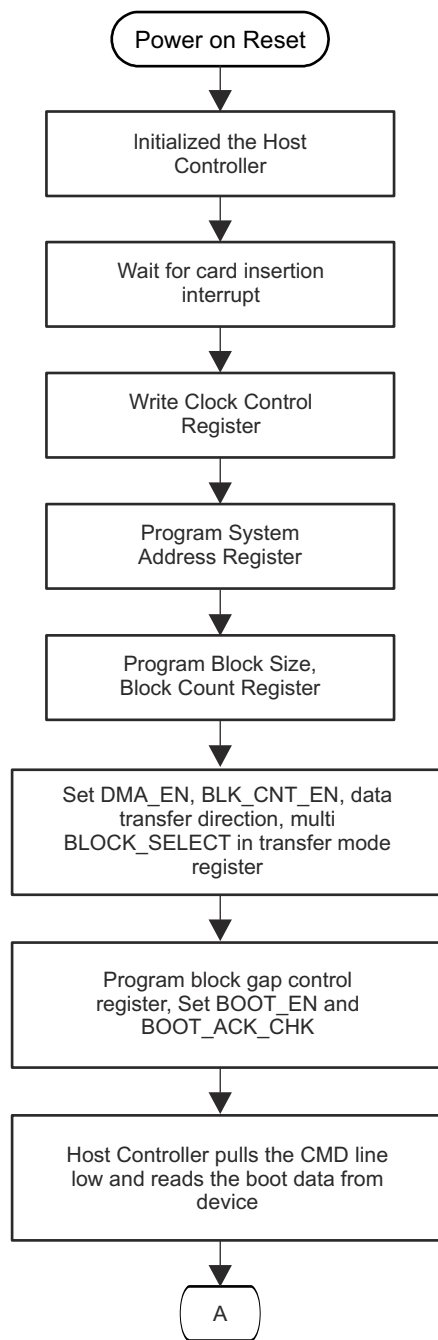 Power on Reset
Initialized the Host
Controller
Wait for card insertion
interrupt
Write Clock Control
Register
Program System
Address Register
Program Block Size,
Block Count Register
Set DMA_EN, BLK_CNT_EN, data
transfer direction, multi
BLOCK_SELECT in transfer mode
register
Program block gap control
register, Set BOOT_EN and
BOOT_ACK_CHK
Host Controller pulls the CMD line
low and reads the boot data from
device
A